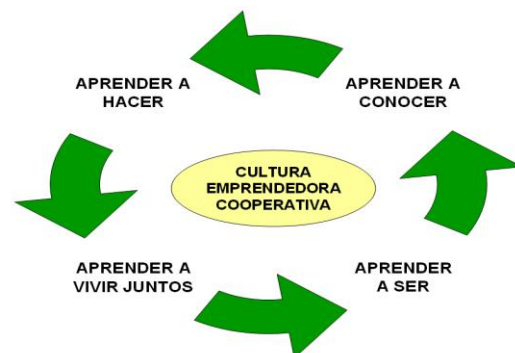 APRENDER A
HACER
APRENDER A
CONOCER
CULTURA
EMPRENDEDORA
COOPERATIVA
APRENDER A
VIVIR JUNTOS
APRENDER
A SER